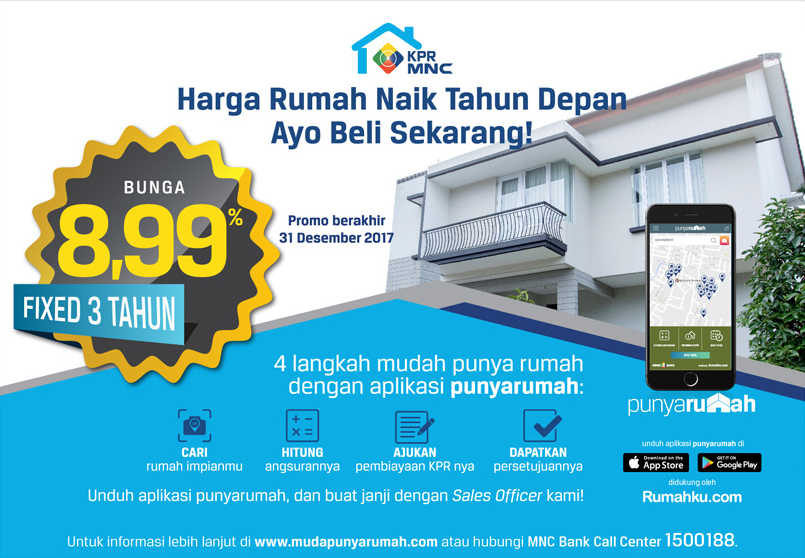 KPR
MNC
Harga Rumah Naik Tahun Depan
Ayo Beli Sekarang!
BUNGA
8,99%
FIXED 3 TAHUN
Promo berakhir
31 Desember 2017
punyarumah
4 langkah mudah punya rumah
dengan aplikasi punyarumah:
CARI
rumah impianmu
HITUNG
angsurannya
AJUKAN
pembiayaan KPR nya
DAPATKAN
persetujuannya
Unduh aplikasi punyarumah, dan buat janji dengan Sales Officer kami!
punyarumah
unduh aplikasi punyarumah di
Download on the
App Store
GET IT ON
Google Play
didukung oleh
Rumahku.com
Untuk informasi lebih lanjut di www.mudapunyarumah.com atau hubungi MNC Bank Call Center 1500188.